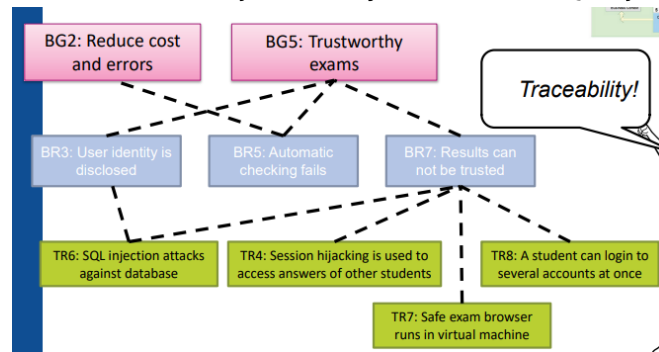 BG2: Reduce cost
and errors
BG5: Trustworthy
exams
Traceability!
BR3: User identity is
disclosed
BR5: Automatic
checking fails
BR7: Results can
not be trusted
TR6: SQL injection attacks
against database
TR4: Session hijacking is used to
access answers of other students
TR8: A student can login to
several accounts at once
TR7: Safe exam browser
runs in virtual machine